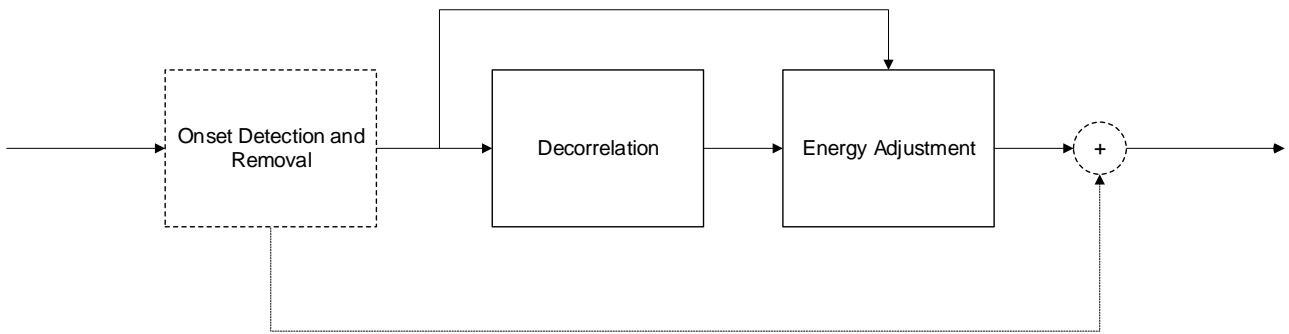 Onset Detection and
Removal
Decorrelation
Energy Adjustment
+